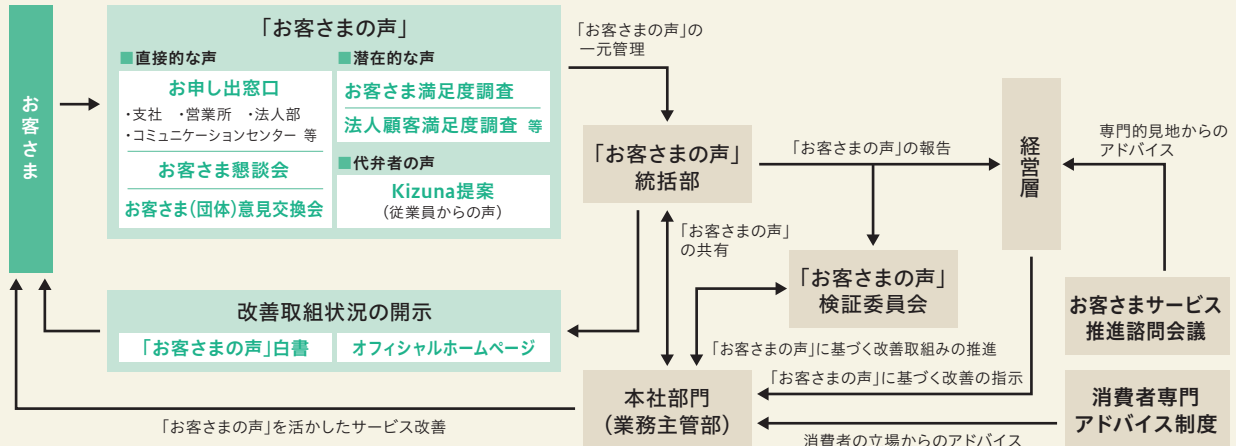 お客さま
「お客さまの声」
■直接的な声
お申し出窓口
・支社　・営業所　・法人部
・コミュニケーションセンター 等
お客さま懇談会
お客さま(団体)意見交換会
■潜在的な声
お客さま満足度調査
法人顧客満足度調査 等
■代弁者の声
Kizuna提案
(従業員からの声)
「お客さまの声」の
一元管理
「お客さまの声」
統括部
「お客さまの声」の報告
経営層
専門的見地からの
アドバイス
「お客さまの声」
の共有
「お客さまの声」
検証委員会
お客さまサービス
推進諮問会議
改善取組状況の開示
「お客さまの声」白書
オフィシャルホームページ
「お客さまの声」に基づく改善取組みの推進
「お客さまの声」に基づく改善の指示
本社部門
(業務主管部)
消費者専門
アドバイス制度
「お客さまの声」を活かしたサービス改善
消費者の立場からのアドバイス